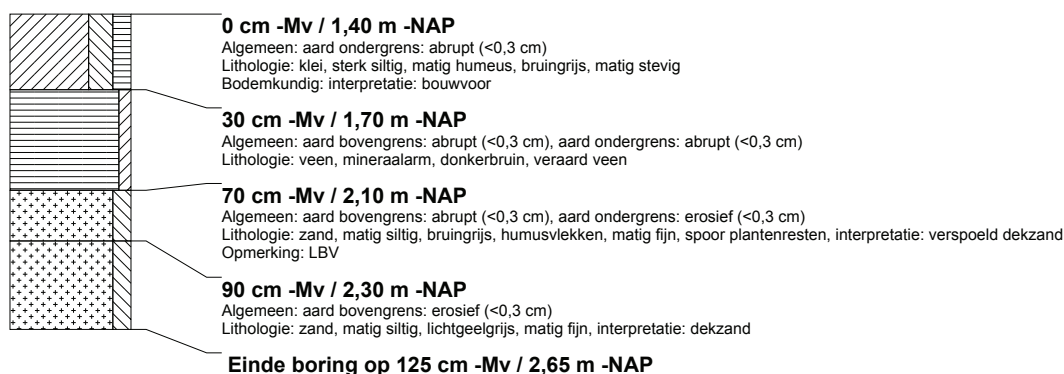 0 cm -Mv / 1,40 m -NAP
Algemeen: aard ondergrens: abrupt (<0,3 cm)
Lithologie: klei, sterk siltig, matig humeus, bruingrijs, matig stevig
Bodemkundig: interpretatie: bouwvoor
30 cm -Mv / 1,70 m -NAP
Algemeen: aard bovengrens: abrupt (<0,3 cm), aard ondergrens: abrupt (<0,3 cm)
Lithologie: veen, mineraalarm, donkerbruin, veraard veen
70 cm -Mv / 2,10 m -NAP
Algemeen: aard bovengrens: abrupt (<0,3 cm), aard ondergrens: erosief (<0,3 cm)
Lithologie: zand, matig siltig, bruingrijs, humusvlekken, matig fijn, spoor plantenresten, interpretatie: verspoeld dekzand
Opmerking: LBV
90 cm -Mv / 2,30 m -NAP
Algemeen: aard bovengrens: erosief (<0,3 cm)
Lithologie: zand, matig siltig, lichtgeelgrijs, matig fijn, interpretatie: dekzand
Einde boring op 125 cm -Mv / 2,65 m -NAP